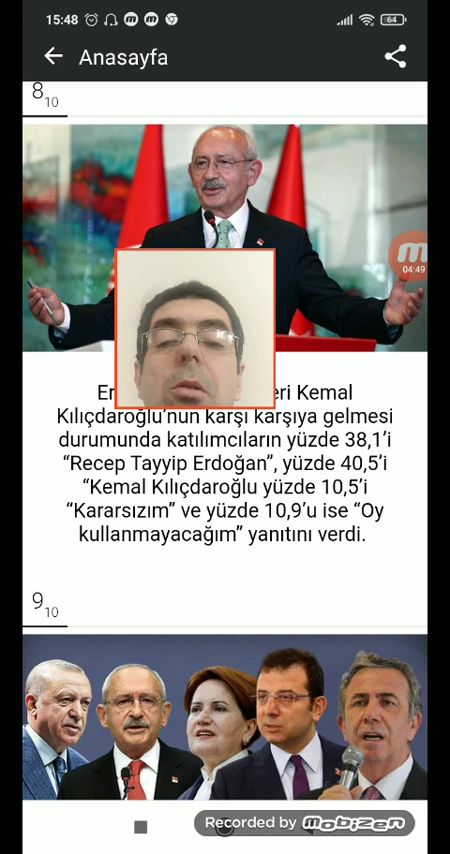 15:48
64
Anasayfa
8
10
04:49
Kemal
Kılıçdaroğlu’nun karşı karşıya gelmesi
durumunda katılımcıların yüzde 38,1’i
“Recep Tayyip Erdoğan”, yüzde 40,5’i
“Kemal Kılıçdaroğlu yüzde 10,5’i
“Kararsızım” ve yüzde 10,9’u ise “Oy
kullanmayacağım” yanıtını verdi.
9
10
Recorded by mobizen